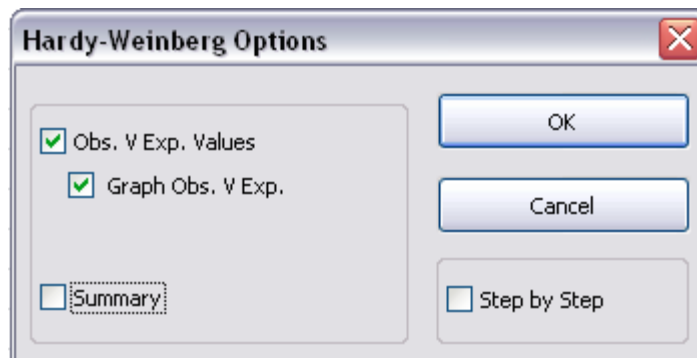 Hardy-Weinberg Options
Obs. V Exp. Values
Graph Obs. V Exp.
Summary
OK
Cancel
Step by Step